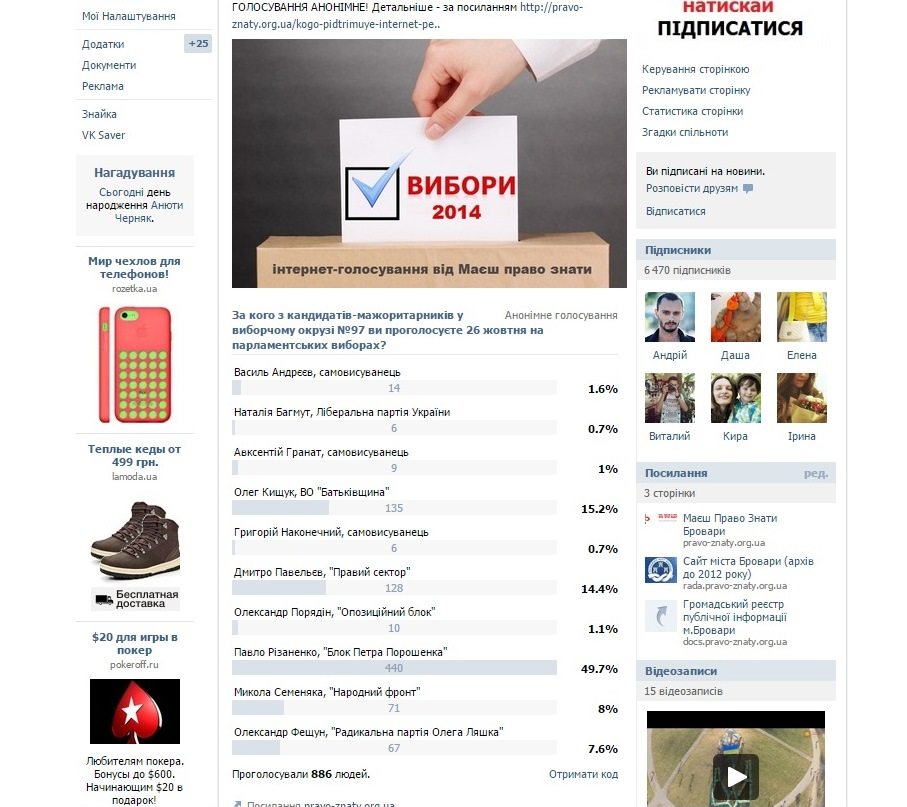 Мої Налаштування
Додатки +25
Документи
Реклама
Знайка
VK Saver
Нагадування
Сьогодні день
народження Анюти
Черняк.
Мир чехлов для
телефонов!
rozetka.ua
Теплые кеды от
499 грн.
lamoda.ua
Бесплатная
доставка
$20 для игры в
покер
pokeroff.ru
Любителям покера.
Бонусы до $600.
Начинающим $20 в
подарок!
ГОЛОСУВАННЯ АНОНІМНЕ! Детальніше - за посиланням http://pravo-
znaty.org.ua/kogo-pidtrimuye-internet-pe..
ВИБОРИ
2014
інтернет-голосування від Маєш право знати
За кого з кандидатів-мажоритарників у
виборчому окрузі №97 ви проголосуєте 26 жовтня на
парламентських виборах?
Анонімне голосування
Василь Андрєєв, самовисуванець
14 1.6%
Наталія Багмут, Ліберальна партія України
6 0.7%
Авксентій Гранат, самовисуванець
9 1%
Олег Кищук, ВО "Батьківщина"
135 15.2%
Григорій Наконечний, самовисуванець
6 0.7%
Дмитро Павельєв, "Правий сектор"
128 14.4%
Олександр Порядін, "Опозиційний блок"
10 1.1%
Павло Різаненко, "Блок Петра Порошенка"
440 49.7%
Микола Семеняка, "Народний фронт"
71 8%
Олександр Фещун, "Радикальна партія Олега Ляшка"
67 7.6%
Проголосували 886 людей.
Отримати код
Посилання pravo-znaty.org.ua
натискай
ПІДПИСАТИСЯ
Керування сторінкою
Рекламувати сторінку
Статистика сторінки
Згадки спільноти
Ви підписані на новини.
Розповісти друзям
Відписатися
Підписники
6 470 підписників
Андрій Даша Елена
Виталий Кира Ірина
Посилання ред.
3 сторінки
Маєш Право Знати
Бровари
pravo-znaty.org.ua
Сайт міста Бровари (архів
до 2012 року)
rada.pravo-znaty.org.ua
Громадський реєстр
публічної інформації
м.Бровари
docs.pravo-znaty.org.ua
Відеозаписи
15 відеозаписів